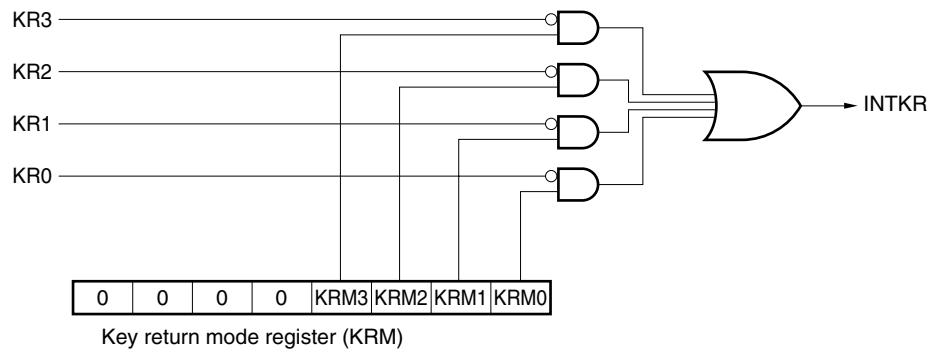 KR3
KR2
KR1
KR0
INTKR
0 0 0 0 KRM3 KRM2 KRM1 KRM0
Key return mode register (KRM)